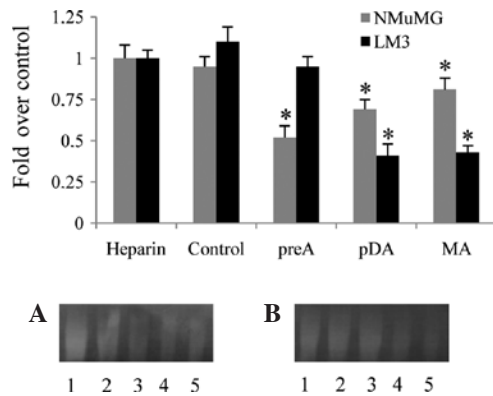 Fold over control
1.25
1
0.75
0.5
0.25
0
NMuMG
LM3
*
*
*
*
*
Heparin Control preA pDA MA
A B
1 2 3 4 5 1 2 3 4 5